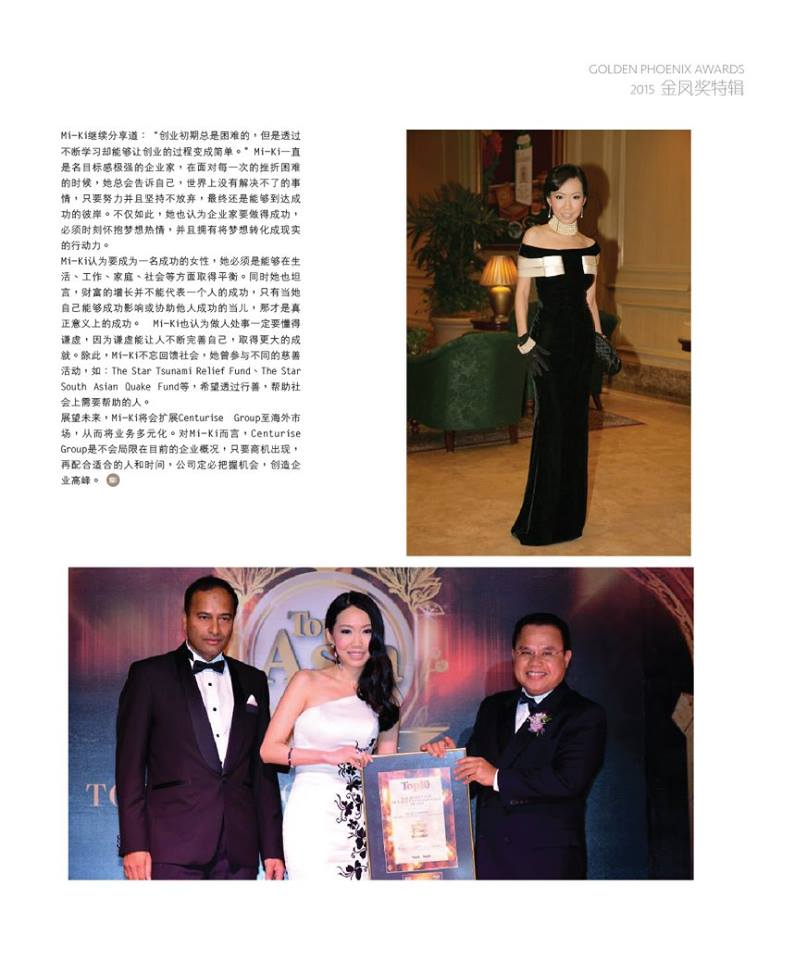 GOLDEN PHOENIX AWARDS
2015 金凤奖特辑
Mi-Ki继续分享道：“创业初期总是困难的，但是透过
不断学习却能够让创业的过程变成简单。”Mi-Ki一直
是名目标感极强的企业家，在面对每一次的挫折困难
的时候，她总会告诉自己，世界上没有解决不了的事
情，只要努力并且坚持不放弃，最终还是能够到达成
功的彼岸。不仅如此，她也认为企业家要做得成功，
必须时刻怀抱梦想热情，并且拥有将梦想转化成现实
的行动力。
Mi-Ki认为要成为一名成功的女性，她必须是能够在生
活、工作、家庭、社会等方面取得平衡。同时她也坦
言，财富的增长并不能代表一个人的成功，只有当她
自己能够成功影响或协助他人成功的当儿，那才是真
正意义上的成功。 Mi-Ki也认为做人处事一定要懂得
谦虚，因为谦虚能让人不断完善自己，取得更大的成
就。除此，Mi-Ki不忘回馈社会，她曾参与不同的慈善
活动，如：The Star Tsunami Relief Fund、The Star
South Asian Quake Fund等，希望透过行善，帮助社
会上需要帮助的人。
展望未来，Mi-Ki将会扩展Centurise Group至海外市
场，从而将业务多元化。对Mi-Ki而言，Centurise
Group是不会局限在目前的企业概况，只要商机出现，
再配合适合的人和时间，公司定必把握机会，创造企
业高峰。
To
Asia
Top10